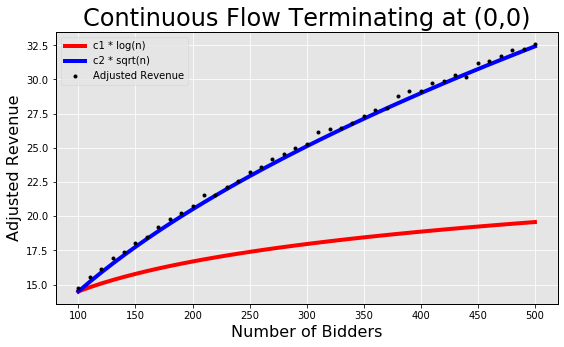 Continuous Flow Terminating at (0,0)
c1 * log(n)
c2 * sqrt(n)
Adjusted Revenue
Adjusted Revenue
32.5
30.0
27.5
25.0
22.5
20.0
17.5
15.0
100 150 200 250 300 350 400 450 500
Number of Bidders